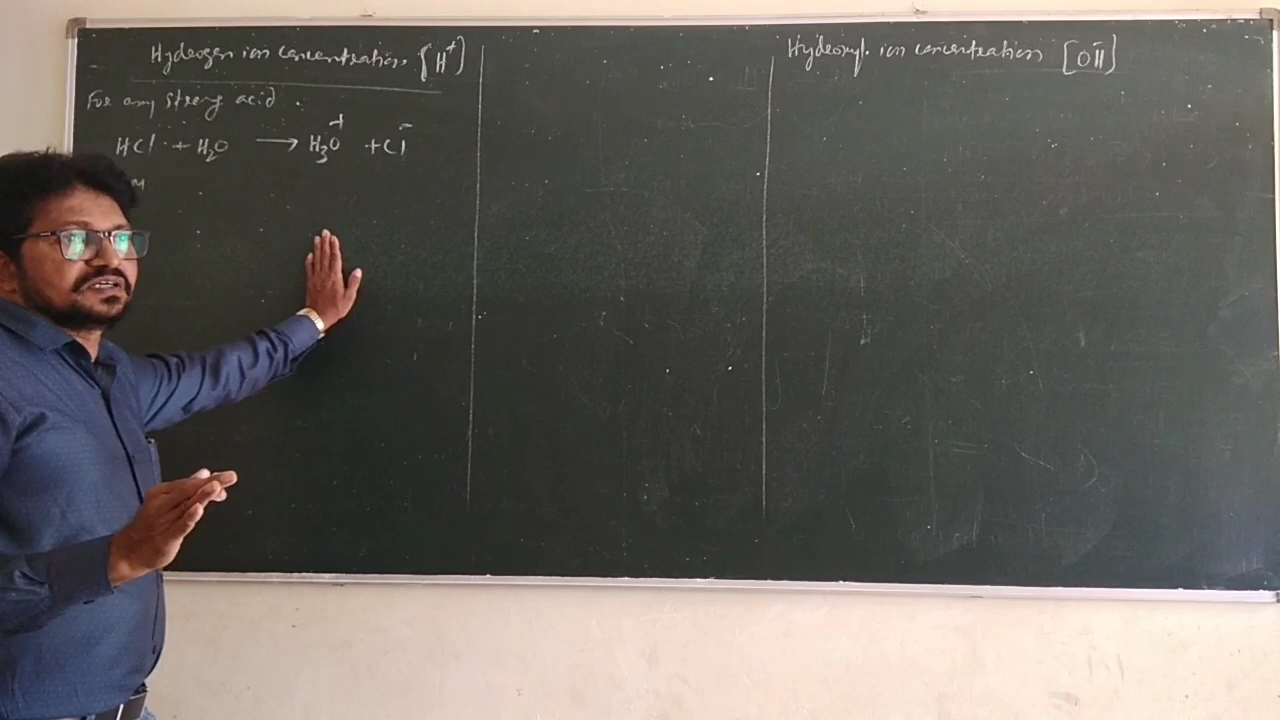 Hydrogen ion concentration [H⁺]
For any strong acid.
HCl + H₂O → H₃O⁺ + Cl⁻
M
Hydroxyl ion concentration [OH⁻]